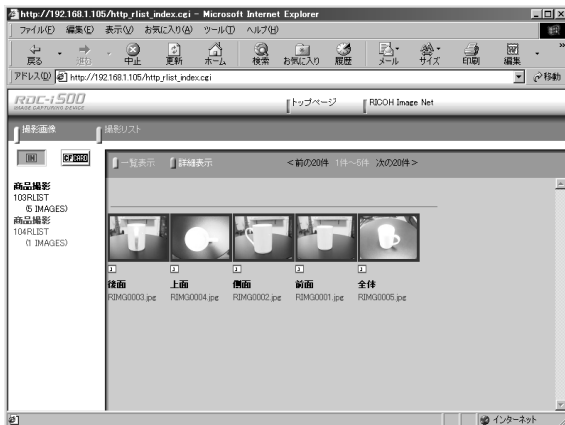 http://192.168.1.105/http_rlist_index.cgi - Microsoft Internet Explorer
ファイル(F) 編集(E) 表示(V) お気に入り(A) ツール(T) ヘルプ(H)
戻る 進む 中止 更新 ホーム 検索 お気に入り 履歴 メール サイズ 印刷 編集
アドレス(D) http://192.168.1.105/http_rlist_index.cgi 移動
RDC-i500
IMAGE CAPTURING DEVICE
トップページ RICOH Image Net
撮影画像 撮影リスト
IN CF CARD
一覧表示 詳細表示 <前の20件 1件~5件 次の20件>
商品撮影
103RLIST
(5 IMAGES)
商品撮影
104RLIST
(1 IMAGES)
後面 上面 側面 前面 全体
RIMG0003.jpg RIMG0004.jpg RIMG0002.jpg RIMG0001.jpg RIMG0005.jpg
インターネット